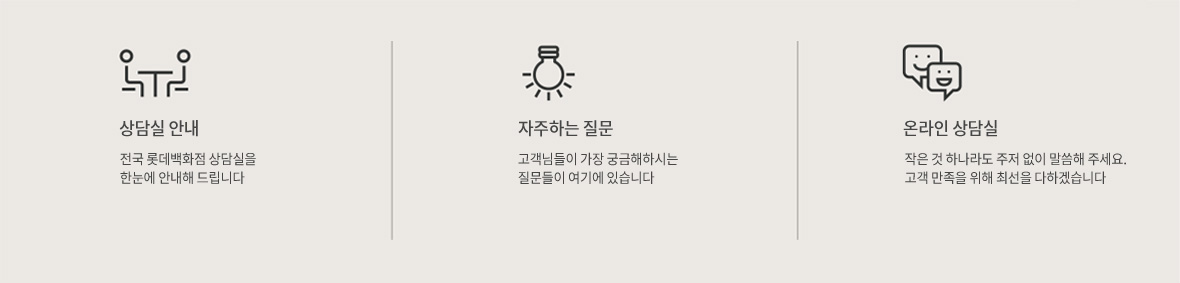 상담실 안내
전국 롯데백화점 상담실을
한눈에 안내해 드립니다
자주하는 질문
고객님들이 가장 궁금해하시는
질문들이 여기에 있습니다
온라인 상담실
작은 것 하나라도 주저 없이 말씀해 주세요.
고객 만족을 위해 최선을 다하겠습니다